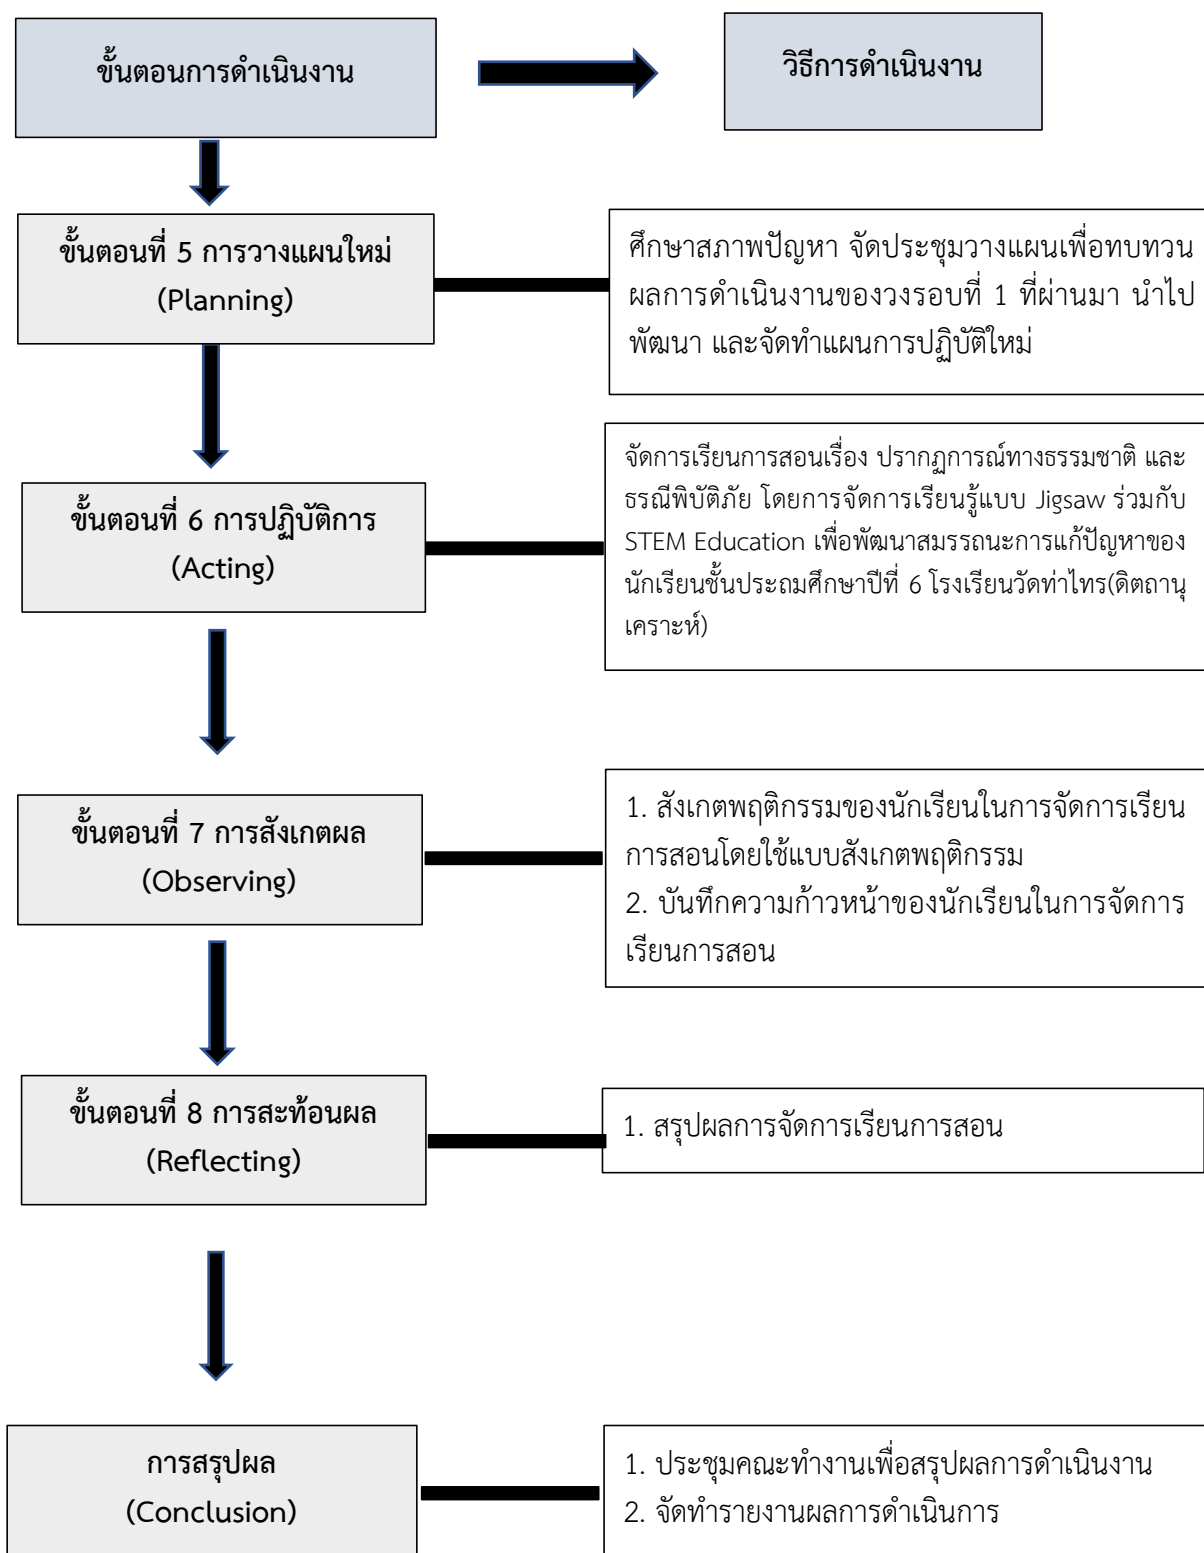 ขั้นตอนการดำเนินงาน
วิธีการดำเนินงาน
ขั้นตอนที่ 5 การวางแผนใหม่
(Planning)
ศึกษาสภาพปัญหา จัดประชุมวางแผนเพื่อทบทวน
ผลการดำเนินงานของวงรอบที่ 1 ที่ผ่านมา นำไป
พัฒนา และจัดทำแผนการปฏิบัติใหม่
ขั้นตอนที่ 6 การปฏิบัติการ
(Acting)
จัดการเรียนการสอนเรื่อง ปรากฏการณ์ทางธรรมชาติ และ
ธรณีพิบัติภัย โดยการจัดการเรียนรู้แบบ Jigsaw ร่วมกับ
STEM Education เพื่อพัฒนาสมรรถนะการแก้ปัญหาของ
นักเรียนชั้นประถมศึกษาปีที่ 6 โรงเรียนวัดท่าไทร(ดิตถานุ
เคราะห์)
ขั้นตอนที่ 7 การสังเกตผล
(Observing)
1. สังเกตพฤติกรรมของนักเรียนในการจัดการเรียน
การสอนโดยใช้แบบสังเกตพฤติกรรม
2. บันทึกความก้าวหน้าของนักเรียนในการจัดการ
เรียนการสอน
ขั้นตอนที่ 8 การสะท้อนผล
(Reflecting)
1. สรุปผลการจัดการเรียนการสอน
การสรุปผล
(Conclusion)
1. ประชุมคณะทำงานเพื่อสรุปผลการดำเนินงาน
2. จัดทำรายงานผลการดำเนินการ